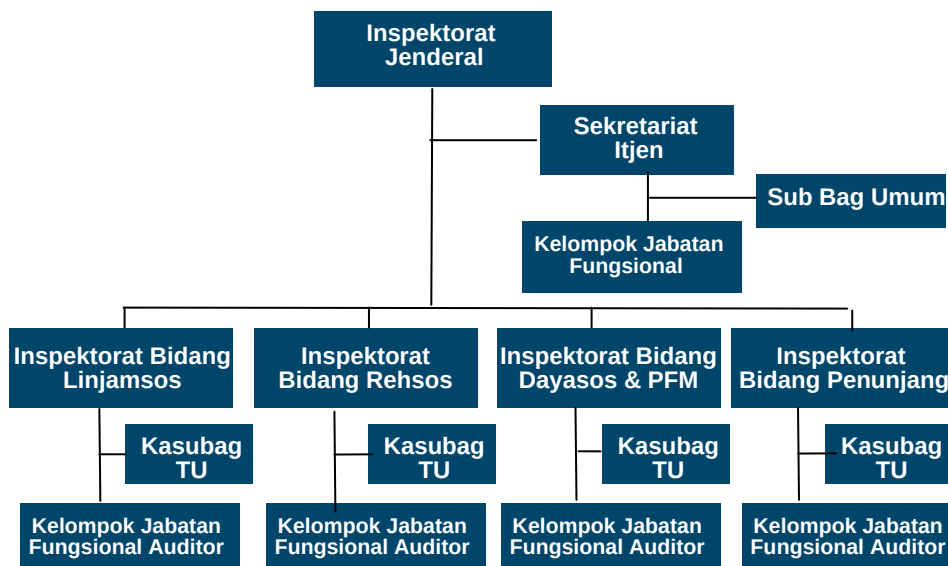 Inspektorat
Jenderal
Sekretariat
Itjen
Sub Bag Umum
Kelompok Jabatan
Fungsional
Inspektorat Bidang
Linjamsos
Inspektorat
Bidang Rehsos
Inspektorat Bidang
Dayasos & PFM
Inspektorat
Bidang Penunjang
Kasubag
TU
Kasubag
TU
Kasubag
TU
Kasubag
TU
Kelompok Jabatan
Fungsional Auditor
Kelompok Jabatan
Fungsional Auditor
Kelompok Jabatan
Fungsional Auditor
Kelompok Jabatan
Fungsional Auditor